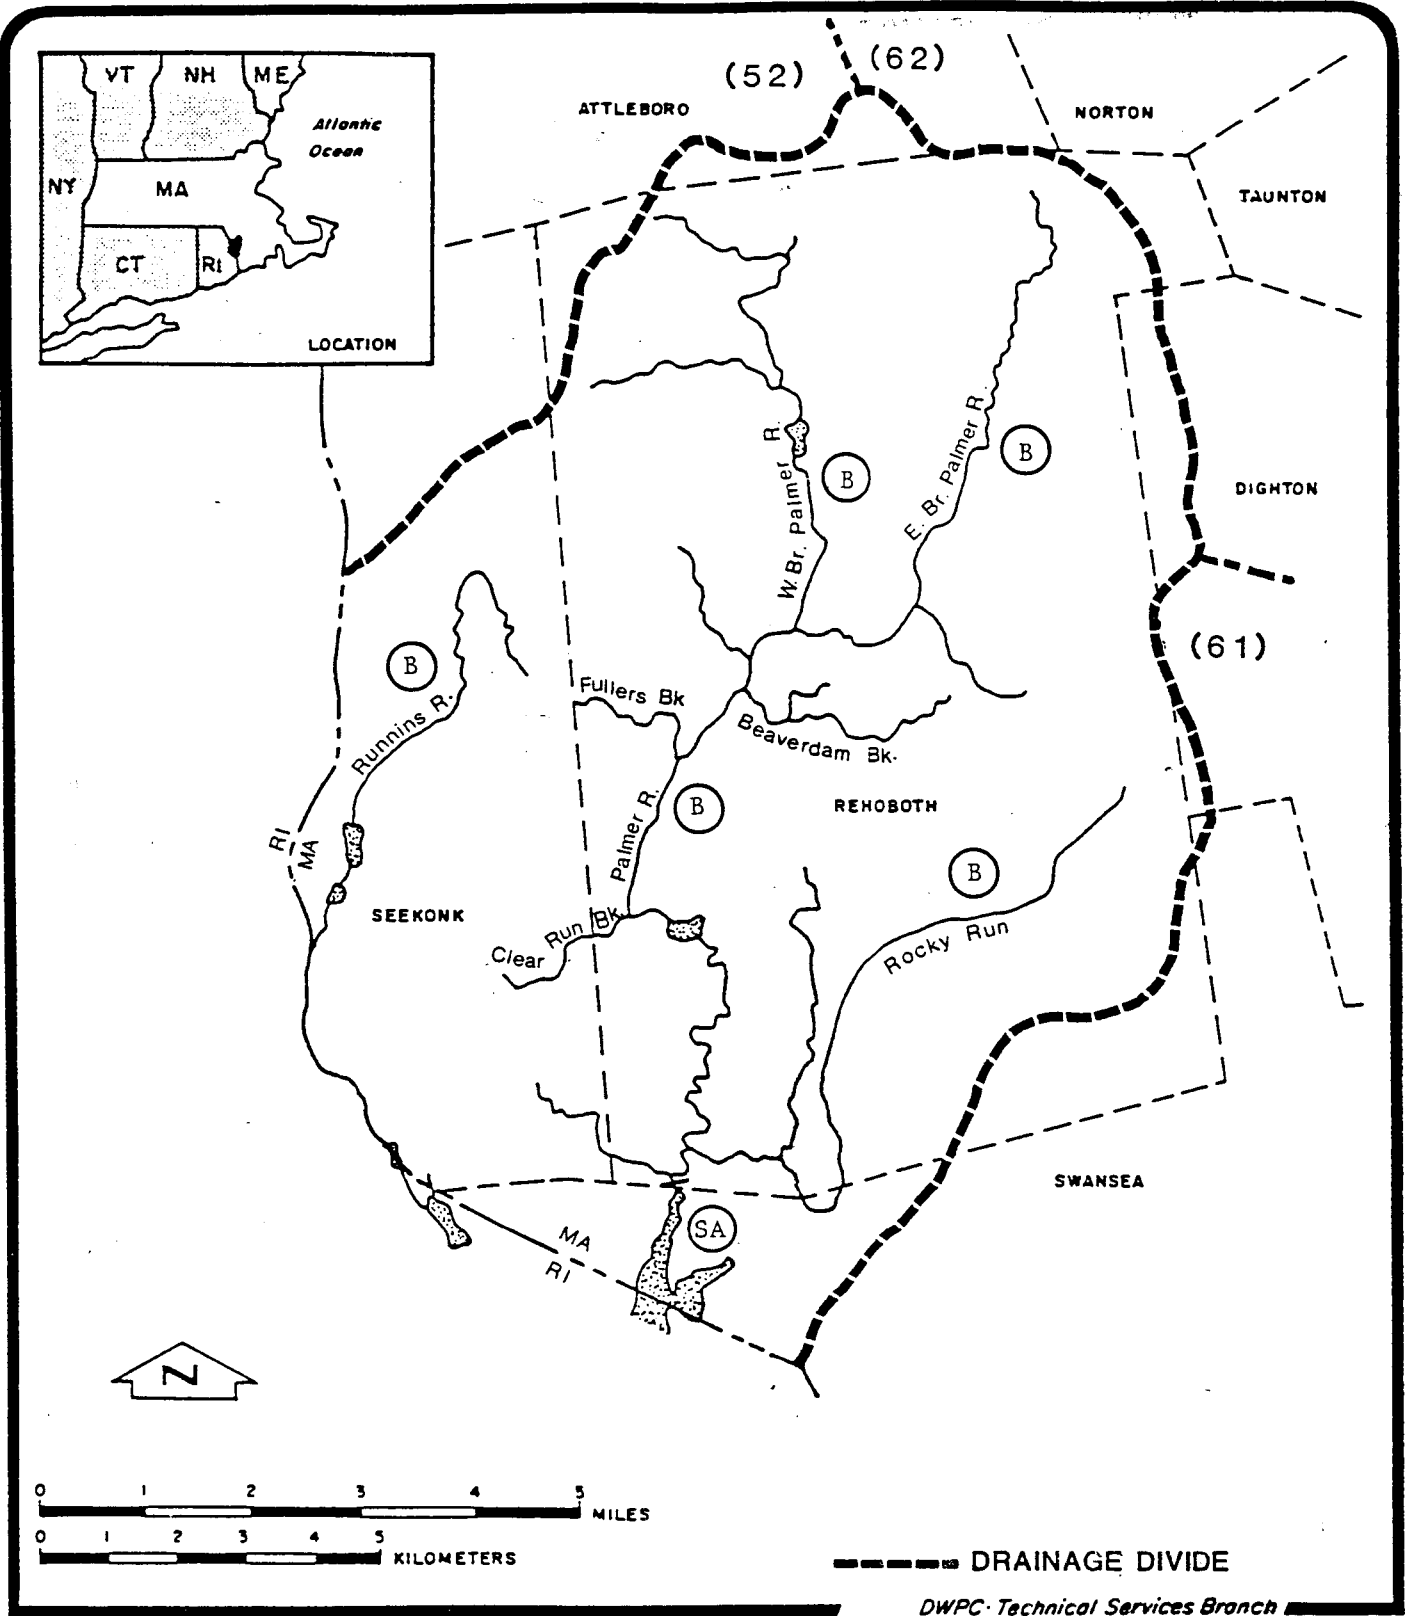 (52)
(62)
ATTLEBORO
NORTON
VT
NH
ME
Atlantic
Ocean
NY
MA
CT
RI
LOCATION
TAUNTON
DIGHTON
W. Br. Palmer R.
E. Br. Palmer R.
B
B
(61)
B
Runnins R.
Fullers Bk
Beaverdam Bk.
Palmer R.
B
REHOBOTH
RI
MA
B
SEEKONK
Clear Run Bk.
Rocky Run
SWANSEA
SA
MA
RI
N
0 1 2 3 4 5 MILES
0 1 2 3 4 5 KILOMETERS
DRAINAGE DIVIDE
DWPC · Technical Services Branch